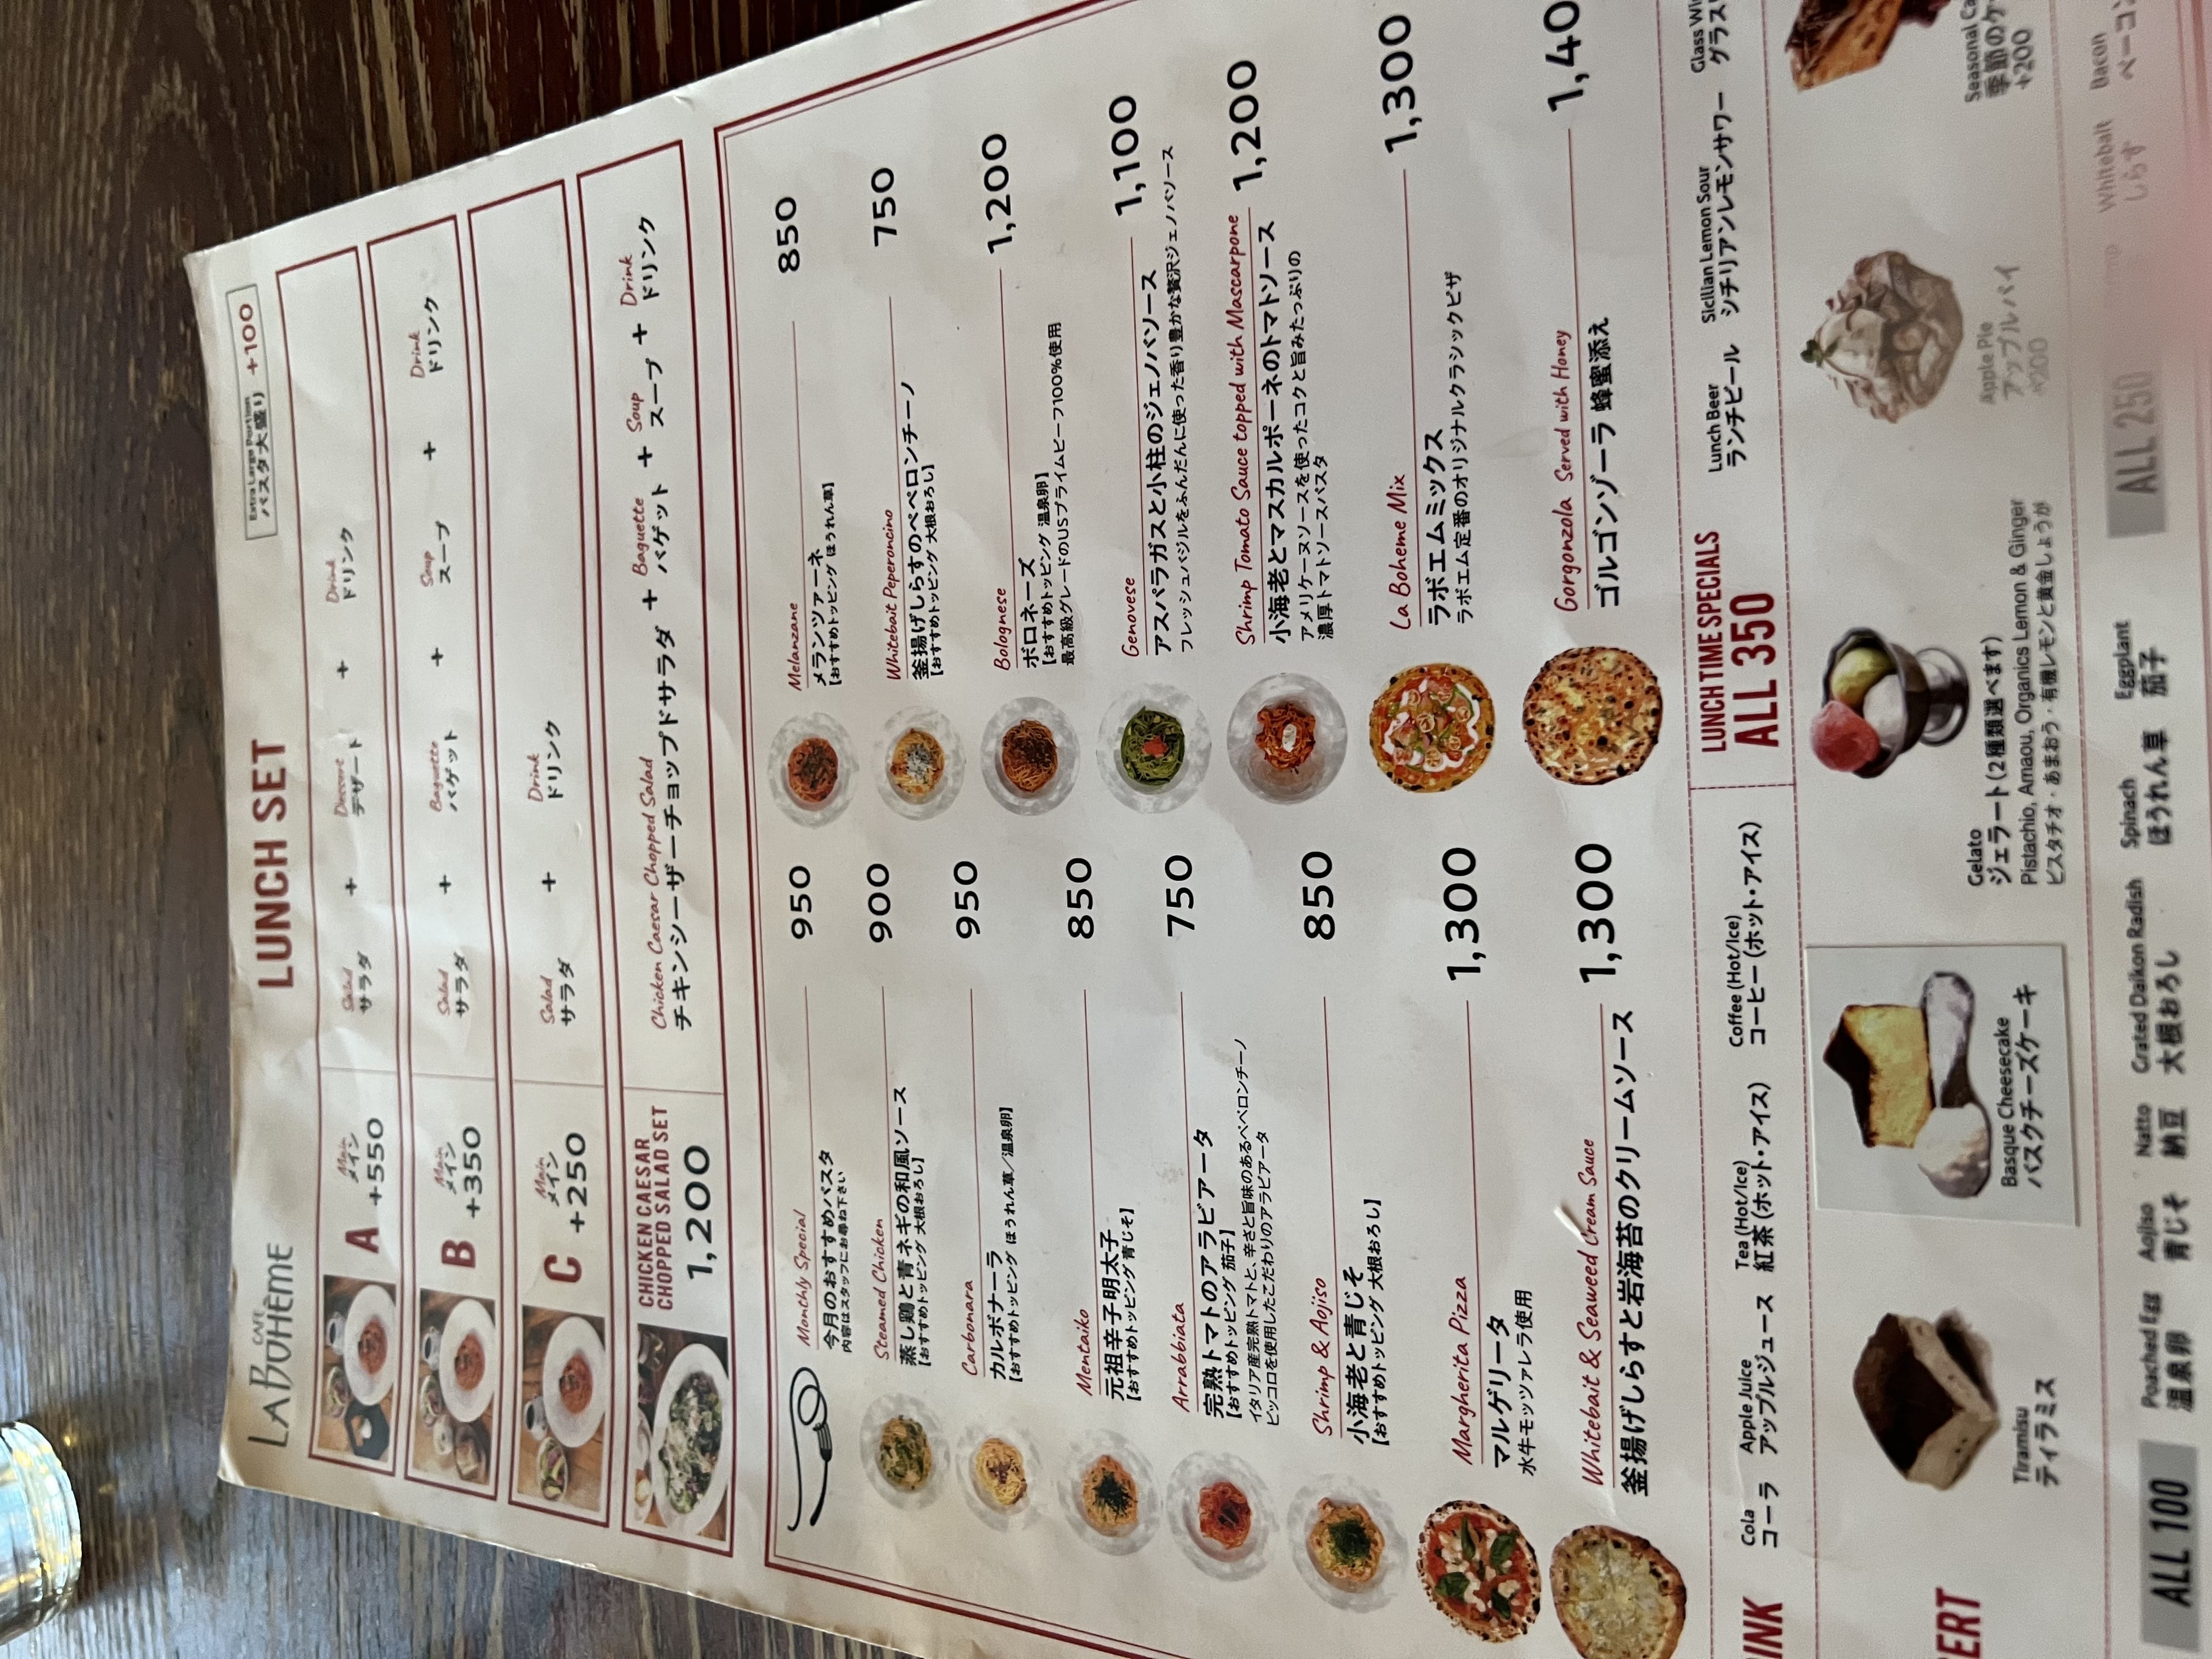 CAFE
LA BOHÈME
LUNCH SET
Extra Large Portion
パスタ大盛り +100
A
Main
メイン
+550
Salad
サラダ
+
Dessert
デザート
+
Drink
ドリンク
B
Main
メイン
+350
Salad
サラダ
+
Baguette
バゲット
+
Soup
スープ
+
Drink
ドリンク
C
Main
メイン
+250
Salad
サラダ
+
Drink
ドリンク
CHICKEN CAESAR
CHOPPED SALAD SET
1,200
Chicken Caesar Chopped Salad
チキンシーザーチョップドサラダ
+
Baguette
バゲット
+
Soup
スープ
+
Drink
ドリンク
Monthly Special 950
今月のおすすめパスタ
内容はスタッフにお尋ね下さい
Steamed Chicken 900
蒸し鶏と青ネギの和風ソース
【おすすめトッピング 大根おろし】
Carbonara 950
カルボナーラ
【おすすめトッピング ほうれん草／温泉卵】
Mentaiko 850
元祖辛子明太子
【おすすめトッピング 青じそ】
Arrabbiata 750
完熟トマトのアラビアータ
【おすすめトッピング 茄子】
イタリア産完熟トマトと、辛さと旨味のあるペペロンチーノ
ピッコロを使用したこだわりのアラビアータ
Shrimp & Aojiso 850
小海老と青じそ
【おすすめトッピング 大根おろし】
Margherita Pizza 1,300
マルゲリータ
水牛モッツァレラ使用
Whitebait & Seaweed Cream Sauce 1,300
釜揚げしらすと岩海苔のクリームソース
Melanzane 850
メランツァーネ
【おすすめトッピング ほうれん草】
Whitebait Peperoncino 750
釜揚げしらすのペペロンチーノ
【おすすめトッピング 大根おろし】
Bolognese 1,200
ボロネーズ
【おすすめトッピング 温泉卵】
最高級グレードのUSプライムビーフ100%使用
Genovese 1,100
アスパラガスと小柱のジェノバソース
フレッシュバジルをふんだんに使った香り豊かな贅沢ジェノバソース
Shrimp Tomato Sauce topped with Mascarpone 1,200
小海老とマスカルポーネのトマトソース
アメリケーヌソースを使ったコクと旨みたっぷりの
濃厚トマトソースパスタ
La Boheme Mix 1,300
ラボエムミックス
ラボエム定番のオリジナルクラシックピザ
Gorgonzola Served with Honey 1,40
ゴルゴンゾーラ 蜂蜜添え
INK
Cola
コーラ
Apple Juice
アップルジュース
Tea (Hot/Ice)
紅茶 (ホット・アイス)
Coffee (Hot/Ice)
コーヒー (ホット・アイス)
LUNCH TIME SPECIALS
ALL 350
Lunch Beer
ランチビール
Sicilian Lemon Sour
シチリアンレモンサワー
Glass Wi
グラス
ERT
Tiramisu
ティラミス
Basque Cheesecake
バスクチーズケーキ
Gelato
ジェラート (2種類選べます)
Pistachio, Amaou, Organics Lemon & Ginger
ピスタチオ・あまおう・有機レモンと黄金しょうが
Apple Pie
アップルパイ
+200
Seasonal Ca
季節のケ
+200
ALL 100
Poached Egg
温泉卵
Aojiso
青じそ
Natto
納豆
Grated Daikon Radish
大根おろし
Spinach
ほうれん草
Eggplant
茄子
ALL 250
Whitebait
しらす
Bacon
ベーコン